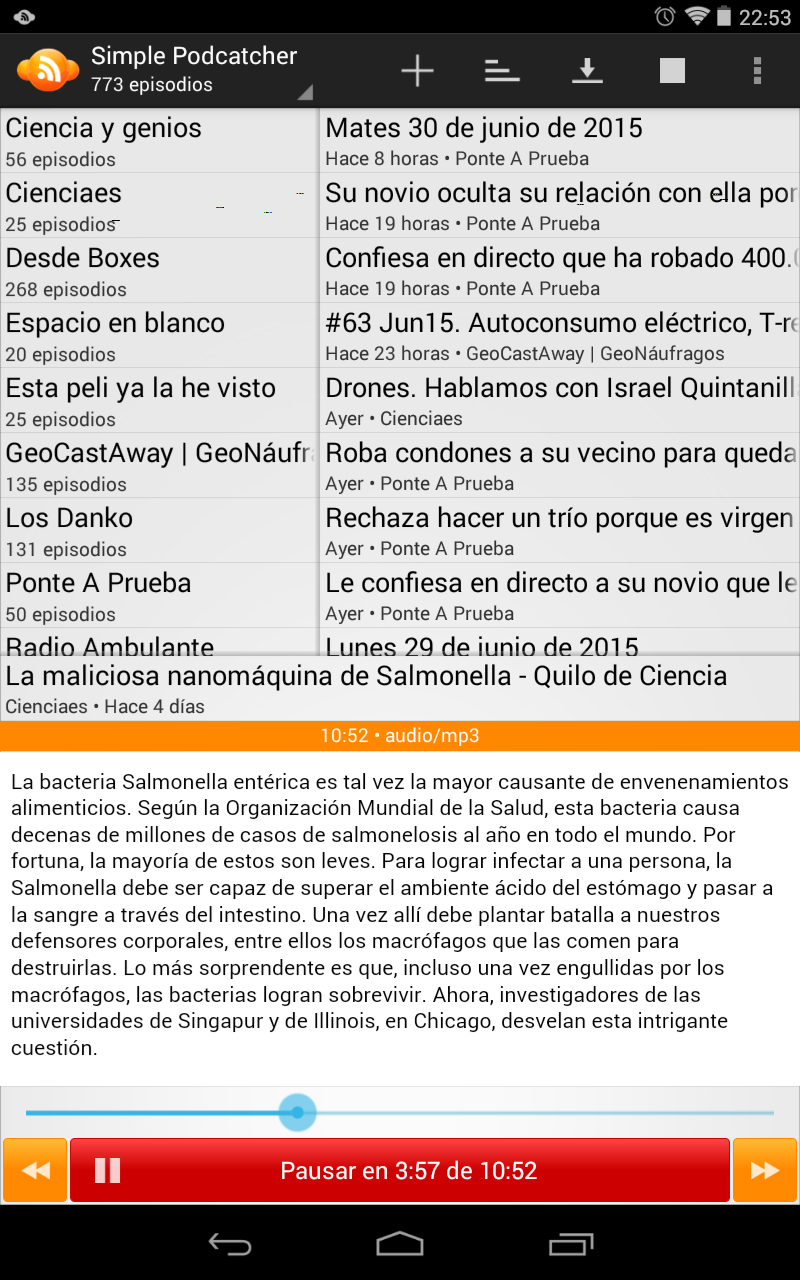 22:53
Simple Podcatcher
773 episodios
Ciencia y genios
56 episodios
Cienciaes
25 episodios
Desde Boxes
268 episodios
Espacio en blanco
20 episodios
Esta peli ya la he visto
25 episodios
GeoCastAway | GeoNáufr
135 episodios
Los Danko
131 episodios
Ponte A Prueba
50 episodios
Radio Ambulante
Mates 30 de junio de 2015
Hace 8 horas • Ponte A Prueba
Su novio oculta su relación con ella por
Hace 19 horas • Ponte A Prueba
Confiesa en directo que ha robado 400.
Hace 19 horas • Ponte A Prueba
#63 Jun15. Autoconsumo eléctrico, T-re
Hace 23 horas • GeoCastAway | GeoNáufragos
Drones. Hablamos con Israel Quintanill
Ayer • Cienciaes
Roba condones a su vecino para queda
Ayer • Ponte A Prueba
Rechaza hacer un trío porque es virgen
Ayer • Ponte A Prueba
Le confiesa en directo a su novio que le
Ayer • Ponte A Prueba
Lunes 29 de junio de 2015
La maliciosa nanomáquina de Salmonella - Quilo de Ciencia
Cienciaes • Hace 4 días
10:52 • audio/mp3
La bacteria Salmonella entérica es tal vez la mayor causante de envenenamientos
alimenticios. Según la Organización Mundial de la Salud, esta bacteria causa
decenas de millones de casos de salmonelosis al año en todo el mundo. Por
fortuna, la mayoría de estos son leves. Para lograr infectar a una persona, la
Salmonella debe ser capaz de superar el ambiente ácido del estómago y pasar a
la sangre a través del intestino. Una vez allí debe plantar batalla a nuestros
defensores corporales, entre ellos los macrófagos que las comen para
destruirlas. Lo más sorprendente es que, incluso una vez engullidas por los
macrófagos, las bacterias logran sobrevivir. Ahora, investigadores de las
universidades de Singapur y de Illinois, en Chicago, desvelan esta intrigante
cuestión.
Pausar en 3:57 de 10:52